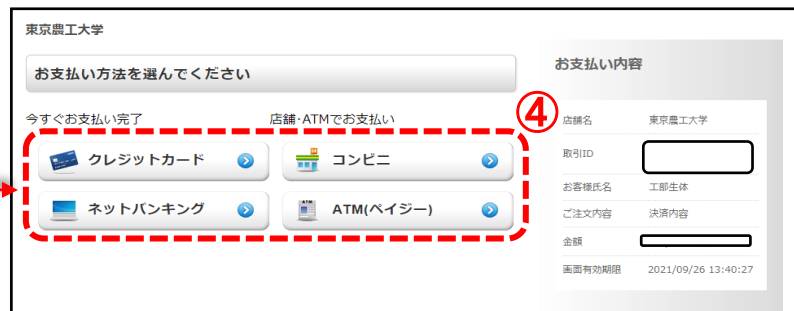 東京農工大学
お支払い方法を選んでください
今すぐお支払い完了
店舗・ATMでお支払い
④
クレジットカード
コンビニ
ネットバンキング
ATM
ATM(ペイジー)
お支払い内容
店舗名 東京農工大学
取引ID
お客様氏名 工部生体
ご注文内容 決済内容
金額
画面有効期限 2021/09/26 13:40:27